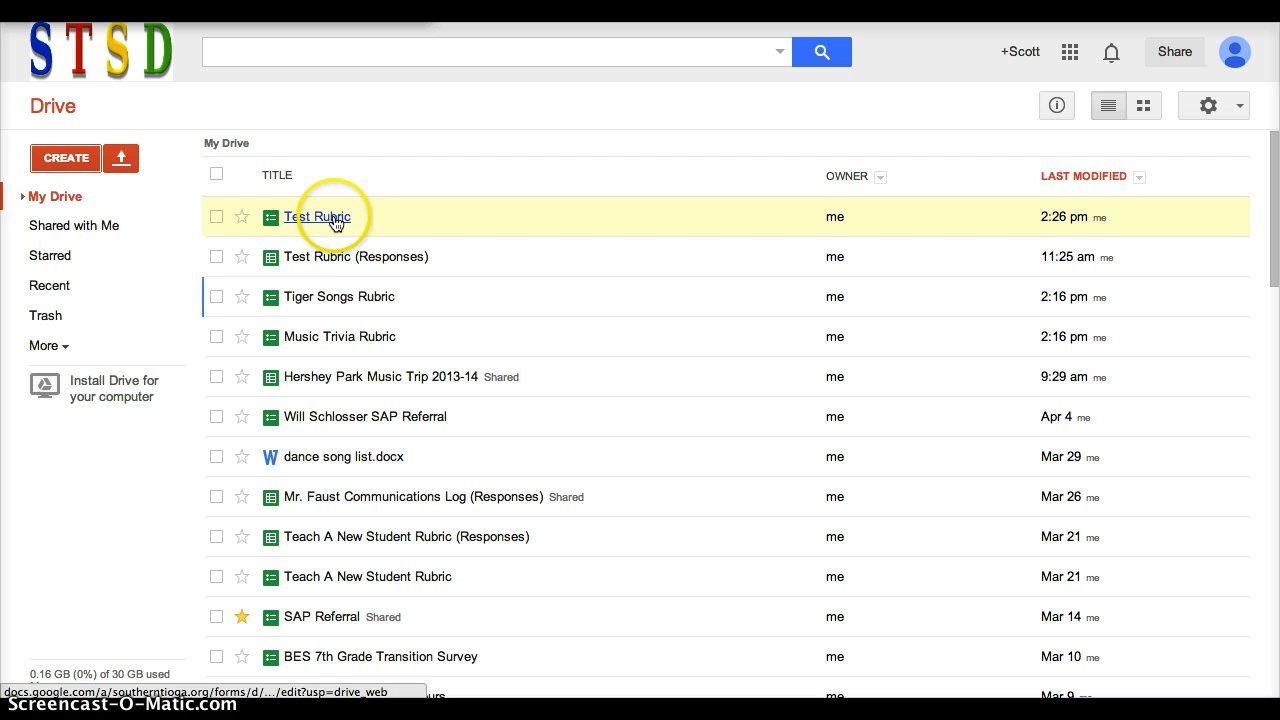 STSD
+Scott
Share
Drive
CREATE
My Drive
Shared with Me
Starred
Recent
Trash
More
Install Drive for
your computer
0.16 GB (0%) of 30 GB used
My Drive
TITLE OWNER LAST MODIFIED
Test Rubric me 2:26 pm me
Test Rubric (Responses) me 11:25 am me
Tiger Songs Rubric me 2:16 pm me
Music Trivia Rubric me 2:16 pm me
Hershey Park Music Trip 2013-14 Shared me 9:29 am me
Will Schlosser SAP Referral me Apr 4 me
W dance song list.docx me Mar 29 me
Mr. Faust Communications Log (Responses) Shared me Mar 26 me
Teach A New Student Rubric (Responses) me Mar 21 me
Teach A New Student Rubric me Mar 21 me
SAP Referral Shared me Mar 14 me
BES 7th Grade Transition Survey me Mar 10 me
me Mar 9 me
docs.google.com/a/southerntioga.org/forms/d/.../edit?usp=drive_web
Screencast-O-Matic.com